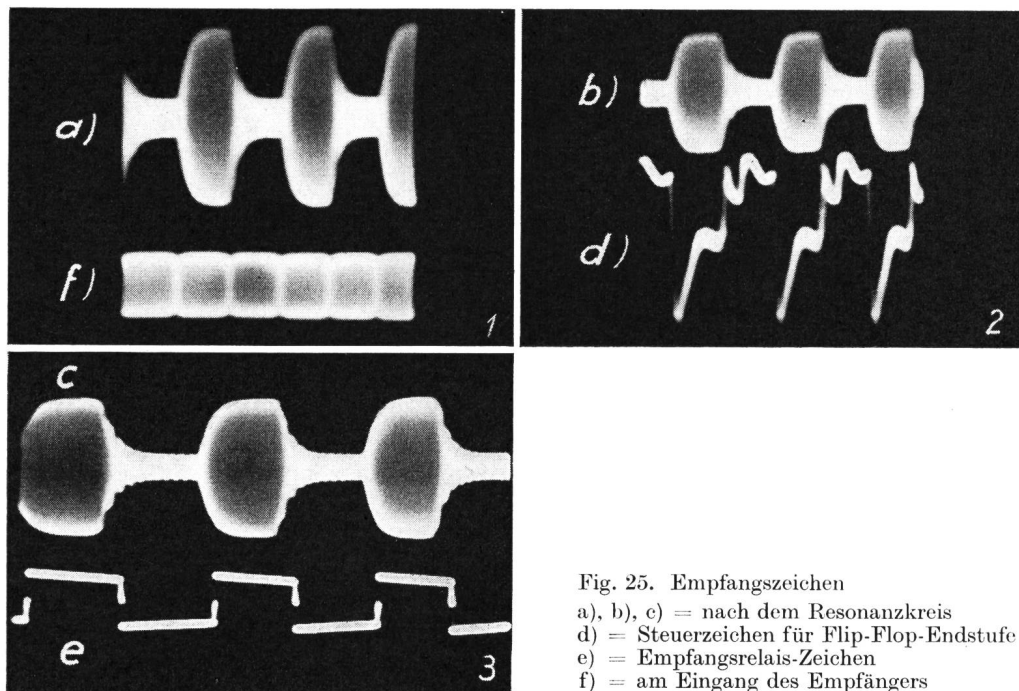 a)
f)
1
b)
d)
2
c
e
3
Fig. 25. Empfangszeichen
a), b), c) = nach dem Resonanzkreis
d) = Steuerzeichen für Flip-Flop-Endstufe
e) = Empfangsrelais-Zeichen
f) = am Eingang des Empfängers